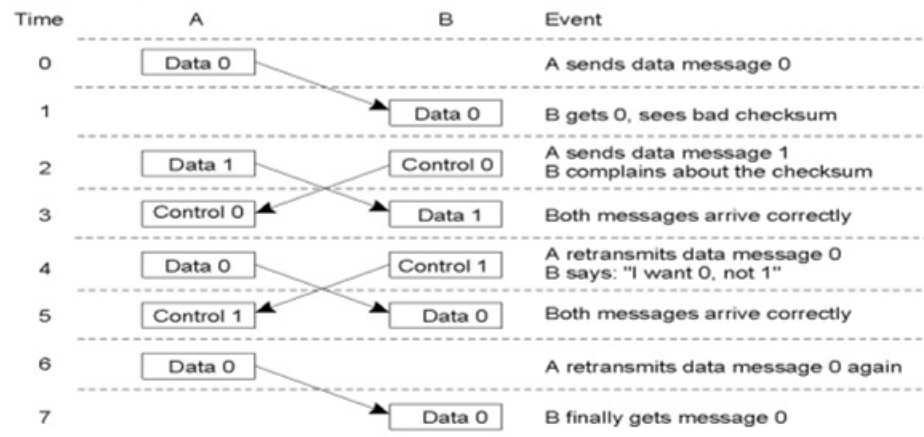 Time A B Event
0 Data 0 A sends data message 0
1 Data 0 B gets 0, sees bad checksum
2 Data 1 Control 0 A sends data message 1
B complains about the checksum
3 Control 0 Data 1 Both messages arrive correctly
4 Data 0 Control 1 A retransmits data message 0
B says: "I want 0, not 1"
5 Control 1 Data 0 Both messages arrive correctly
6 Data 0 A retransmits data message 0 again
7 Data 0 B finally gets message 0